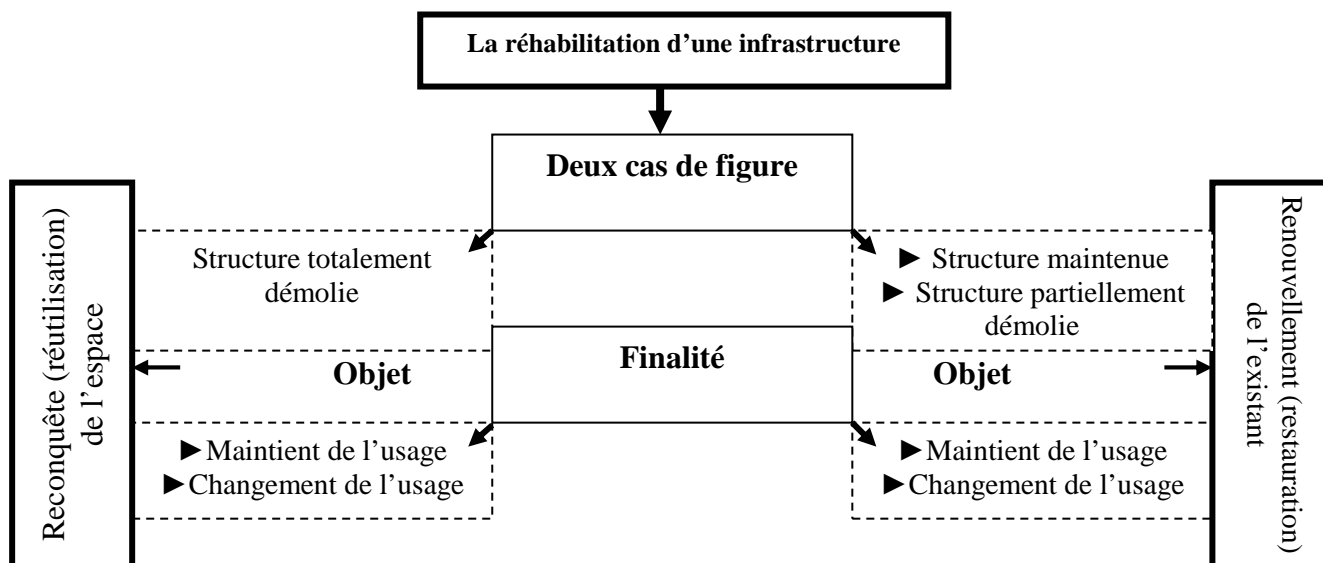 La réhabilitation d’une infrastructure
Deux cas de figure
Structure totalement
démolie
► Structure maintenue
► Structure partiellement
démolie
Reconquête (réutilisation)
de l’espace
Objet
Finalité
Objet
Renouvellement (restauration)
de l’existant
►Maintient de l’usage
►Changement de l’usage
►Maintient de l’usage
►Changement de l’usage